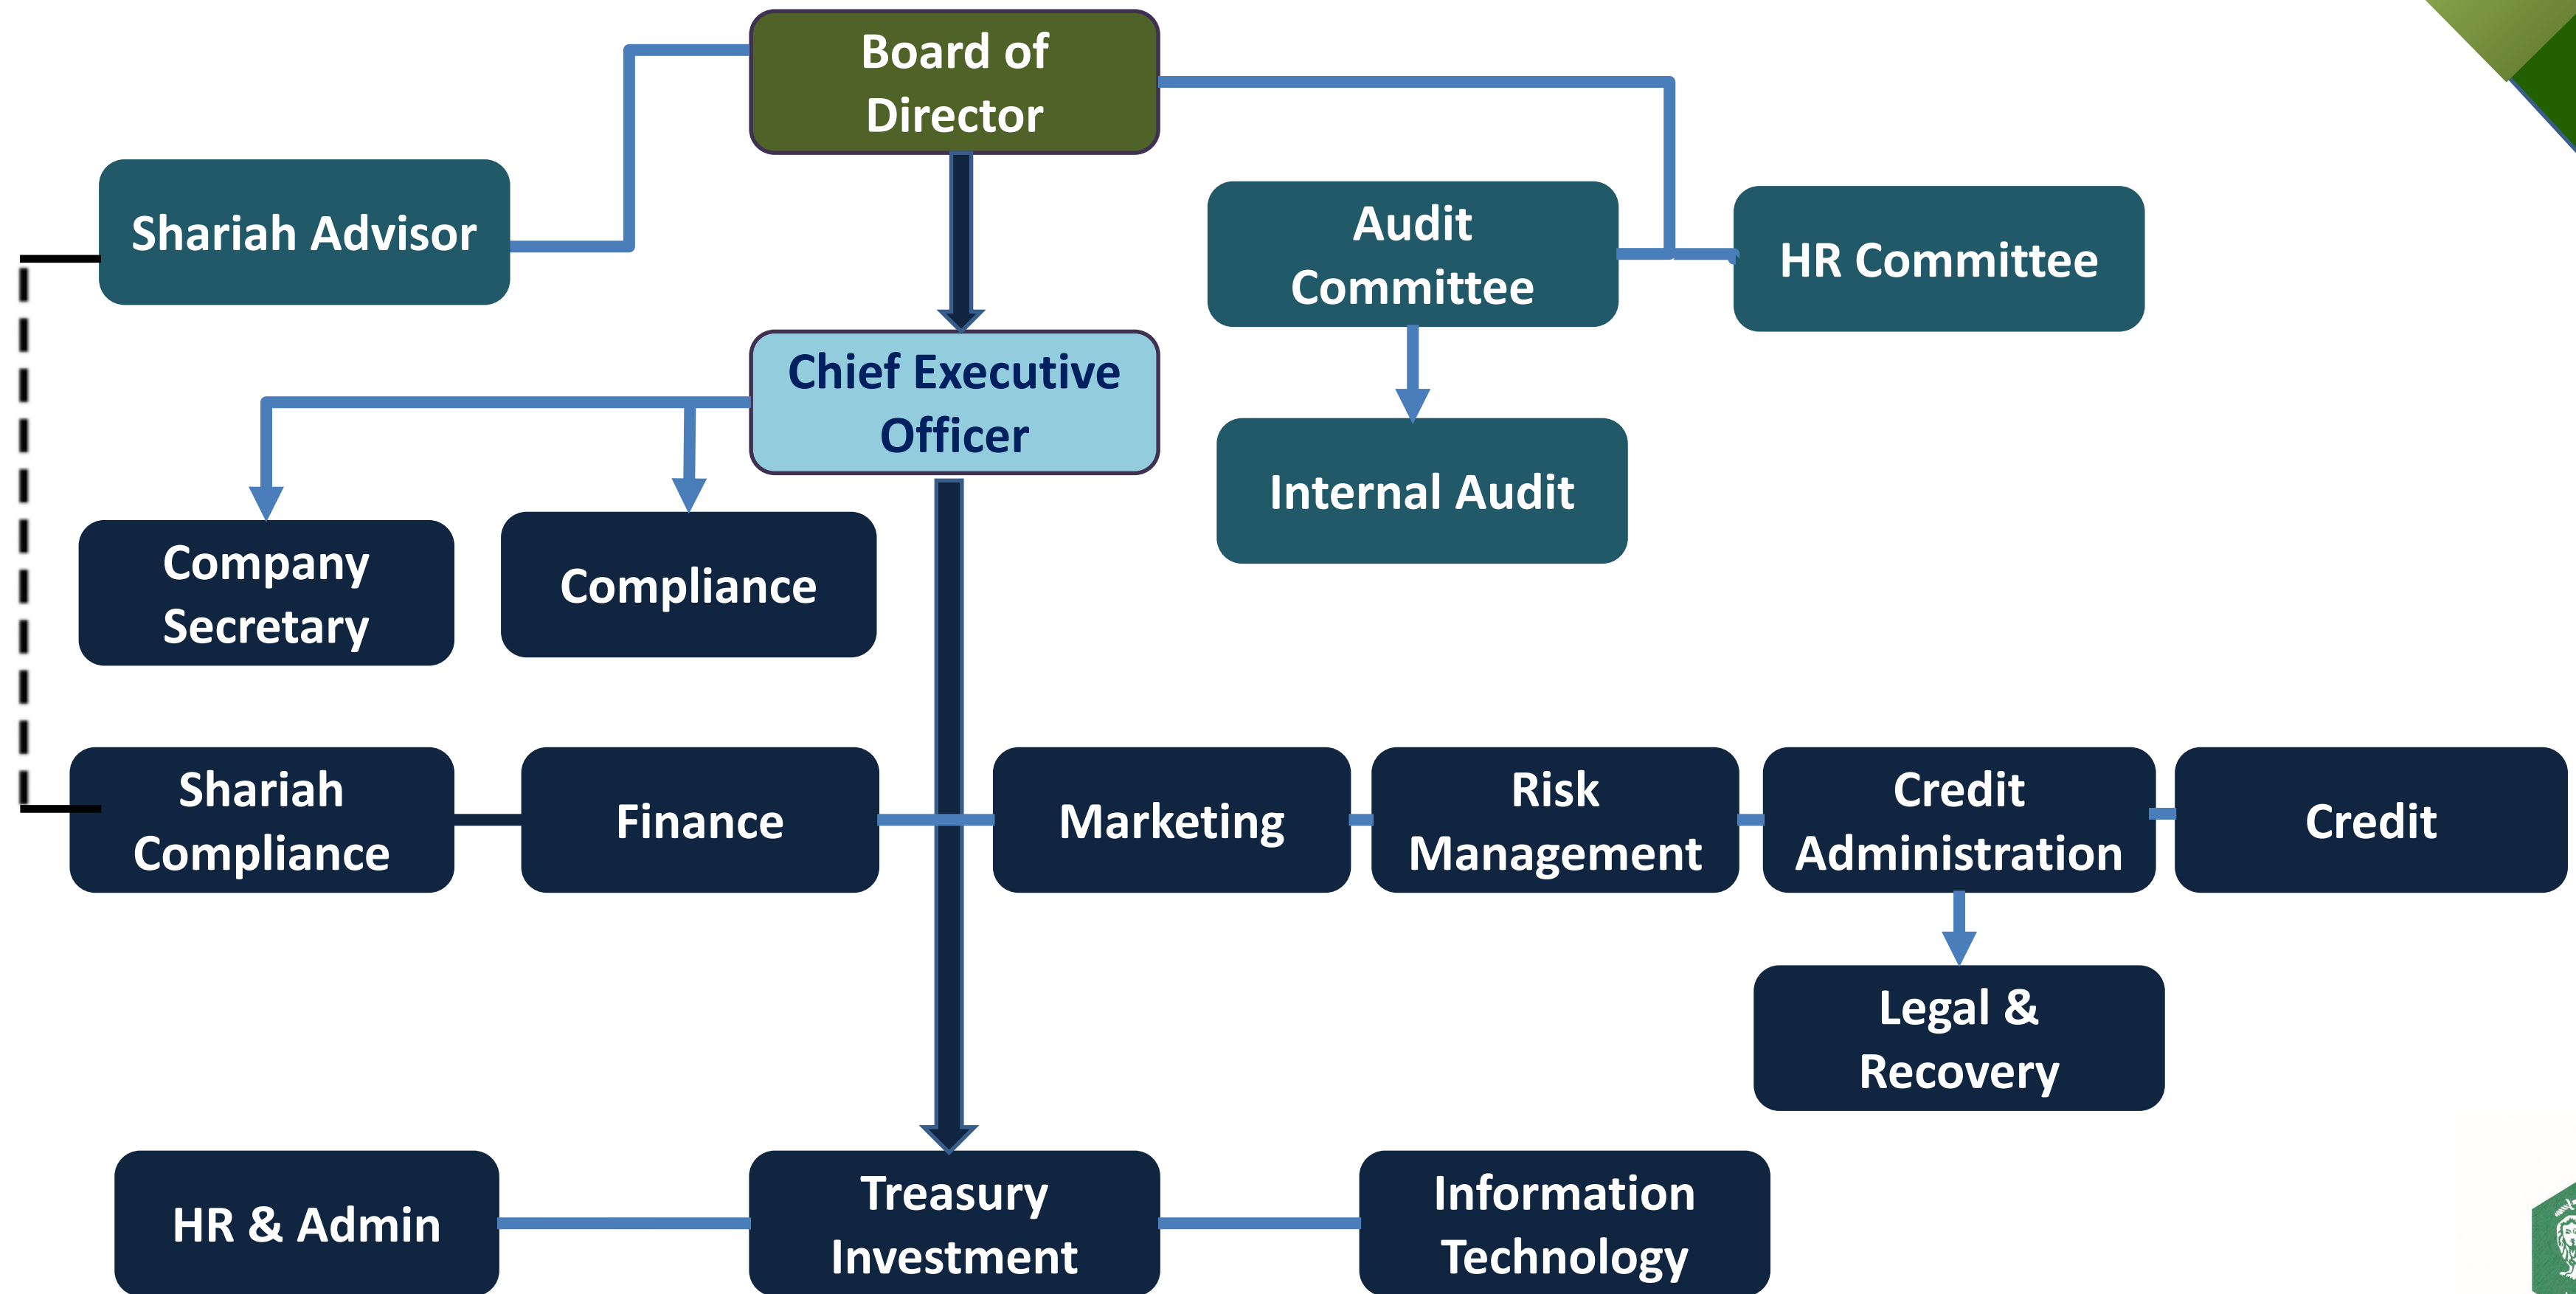 Board of
Director
Shariah Advisor
Audit
Committee
HR Committee
Chief Executive
Officer
Internal Audit
Company
Secretary
Compliance
Shariah
Compliance
Finance
Marketing
Risk
Management
Credit
Administration
Credit
Legal &
Recovery
HR & Admin
Treasury
Investment
Information
Technology